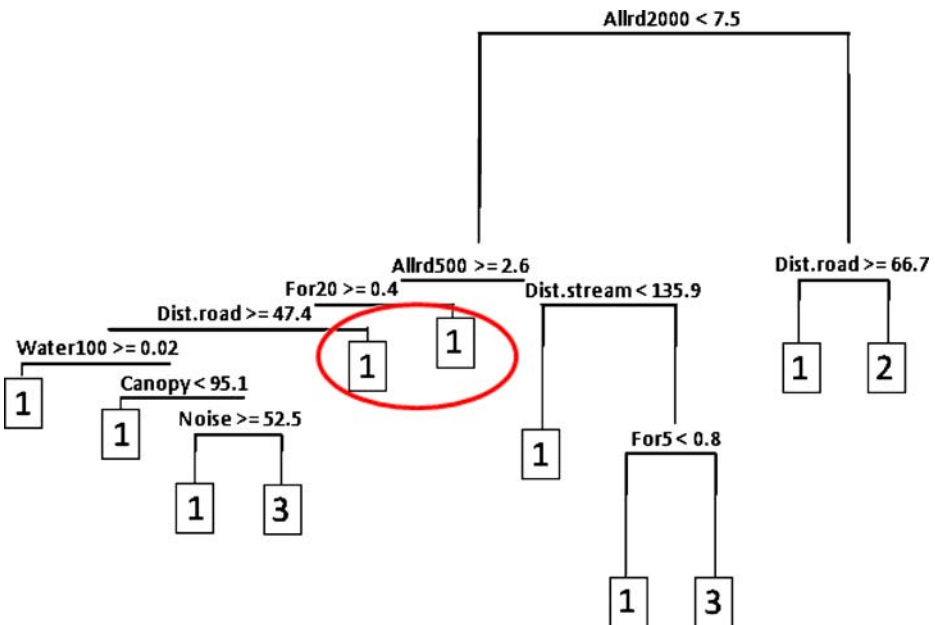 Allrd2000 < 7.5
Allrd500 >= 2.6
Dist.road >= 66.7
For20 >= 0.4
Dist.stream < 135.9
Dist.road >= 47.4
1
1
1
2
Water100 >= 0.02
1
Canopy < 95.1
1
Noise >= 52.5
1
For5 < 0.8
1
3
1
3